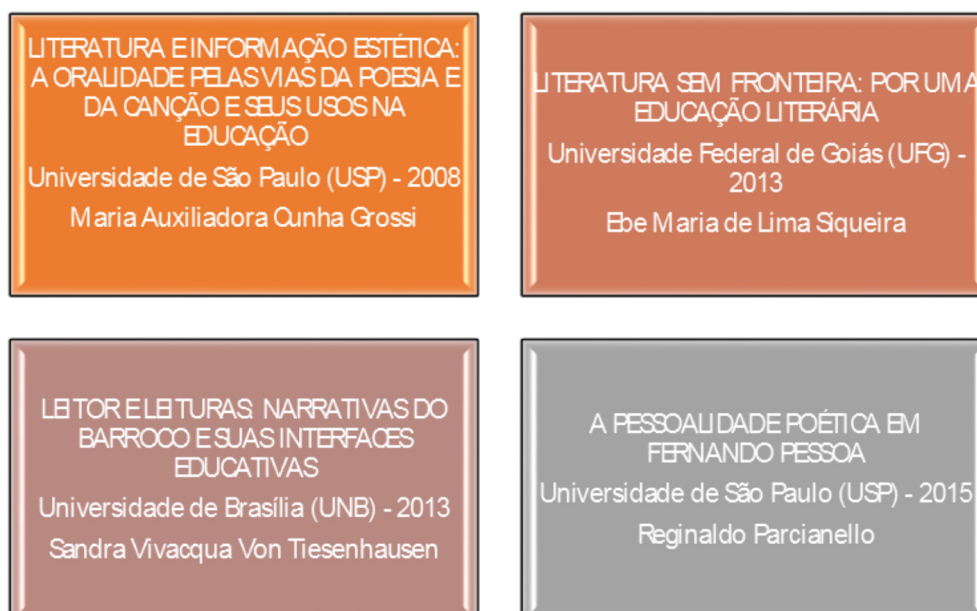 LITERATURA E INFORMAÇÃO ESTÉTICA:
A ORALIDADE PELAS VIAS DA POESIA E
DA CANÇÃO E SEUS USOS NA
EDUCAÇÃO
Universidade de São Paulo (USP) - 2008
Maria Auxiliadora Cunha Grossi
LITERATURA SEM FRONTEIRA: POR UMA
EDUCAÇÃO LITERÁRIA
Universidade Federal de Goiás (UFG) -
2013
Ebe Maria de Lima Siqueira
LEITOR E LEITURAS: NARRATIVAS DO
BARROCO E SUAS INTERFACES
EDUCATIVAS
Universidade de Brasília (UNB) - 2013
Sandra Vivacqua Von Tiesenhausen
A PESSOALIDADE POÉTICA EM
FERNANDO PESSOA
Universidade de São Paulo (USP) - 2015
Reginaldo Parcianello